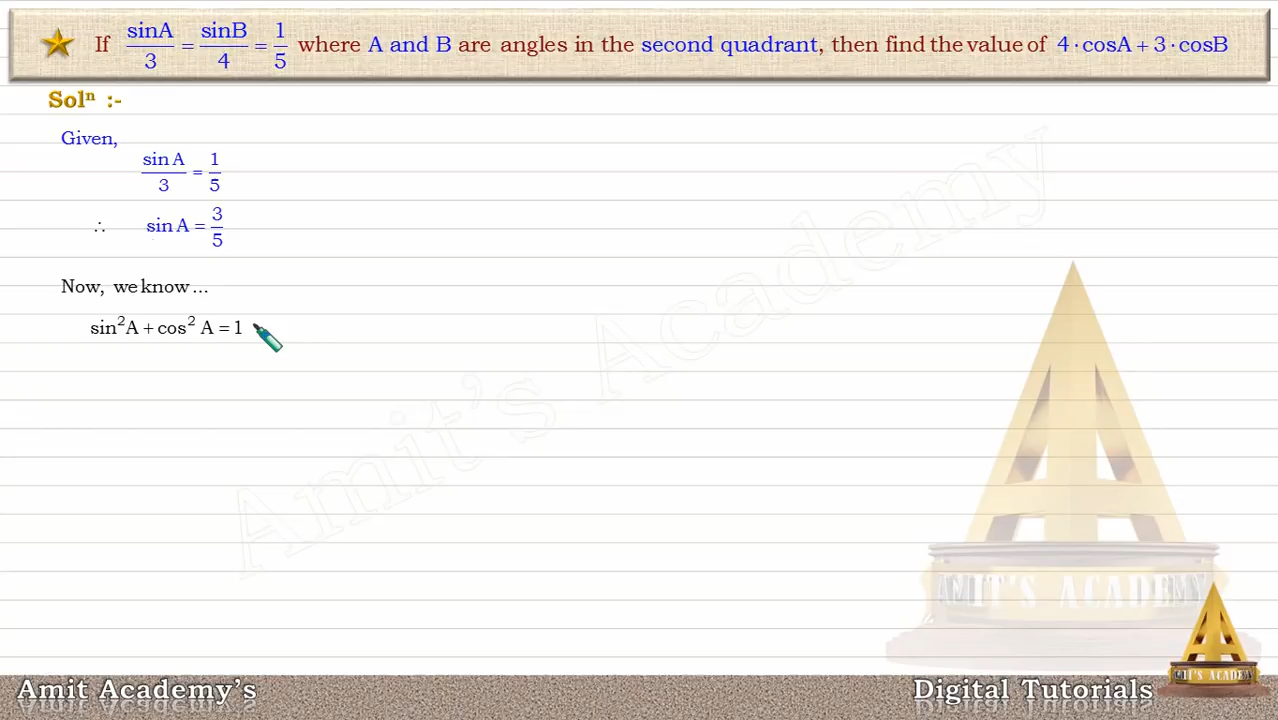 If sinA/3 = sinB/4 = 1/5 where A and B are angles in the second quadrant, then find the value of 4·cosA + 3·cosB
Solⁿ :-
Given,
sin A/3 = 1/5
∴ sin A = 3/5
Now, we know ...
sin²A + cos² A = 1
Amit's Academy
AMIT'S ACADEMY
Amit Academy's
Digital Tutorials
AMIT'S ACADEMY